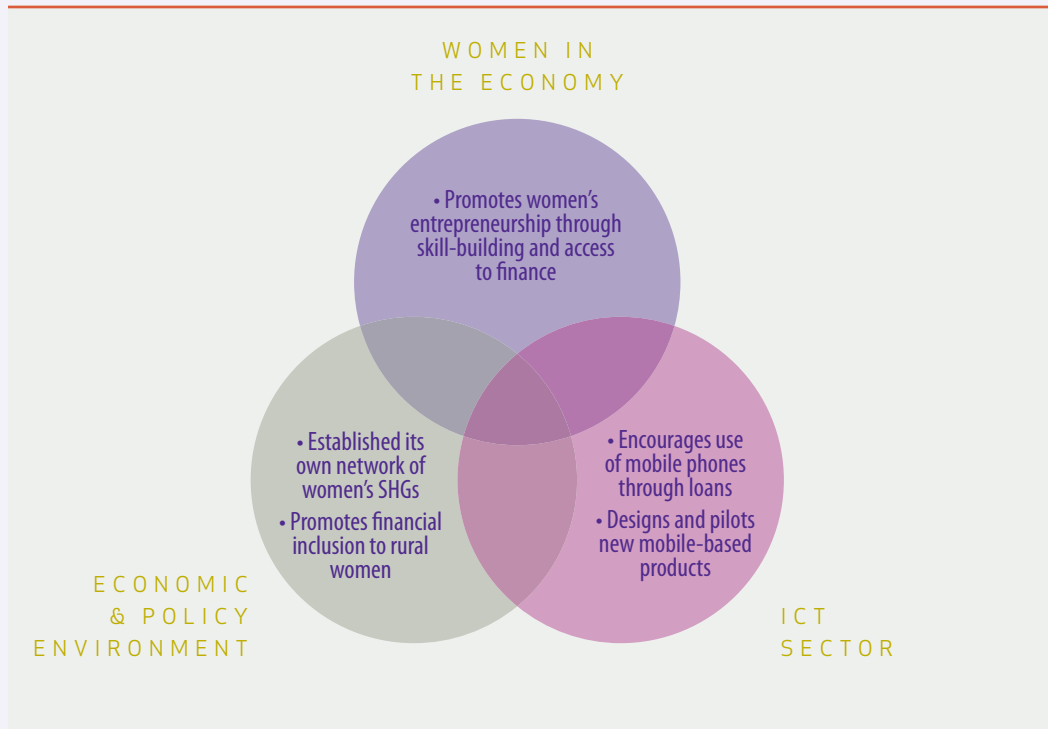 WOMEN IN
THE ECONOMY
• Promotes women’s
entrepreneurship through
skill-building and access
to finance
• Established its
own network of
women’s SHGs
• Promotes financial
inclusion to rural
women
• Encourages use
of mobile phones
through loans
• Designs and pilots
new mobile-based
products
ECONOMIC
& POLICY
ENVIRONMENT
ICT
SECTOR